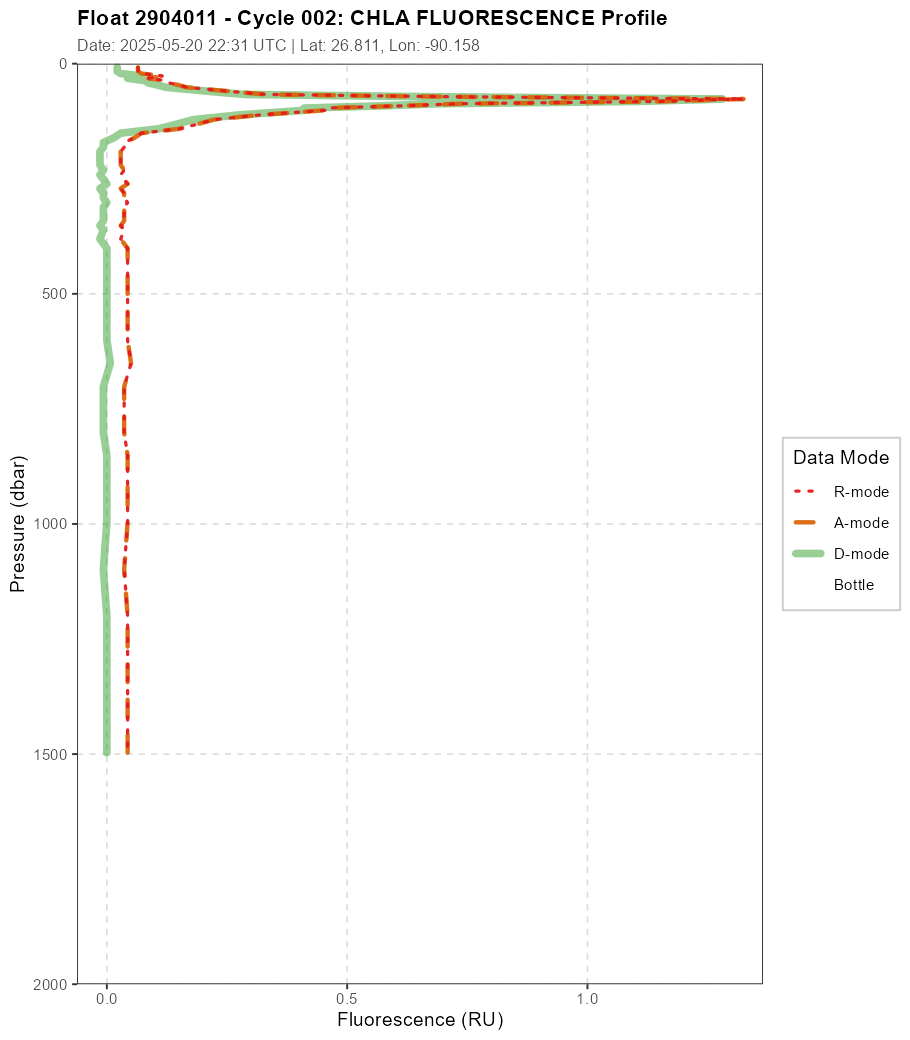 Float 2904011 - Cycle 002: CHLA FLUORESCENCE Profile
Date: 2025-05-20 22:31 UTC | Lat: 26.811, Lon: -90.158
0
500
1000
1500
2000
Pressure (dbar)
0.0
0.5
1.0
Fluorescence (RU)
Data Mode
R-mode
A-mode
D-mode
Bottle